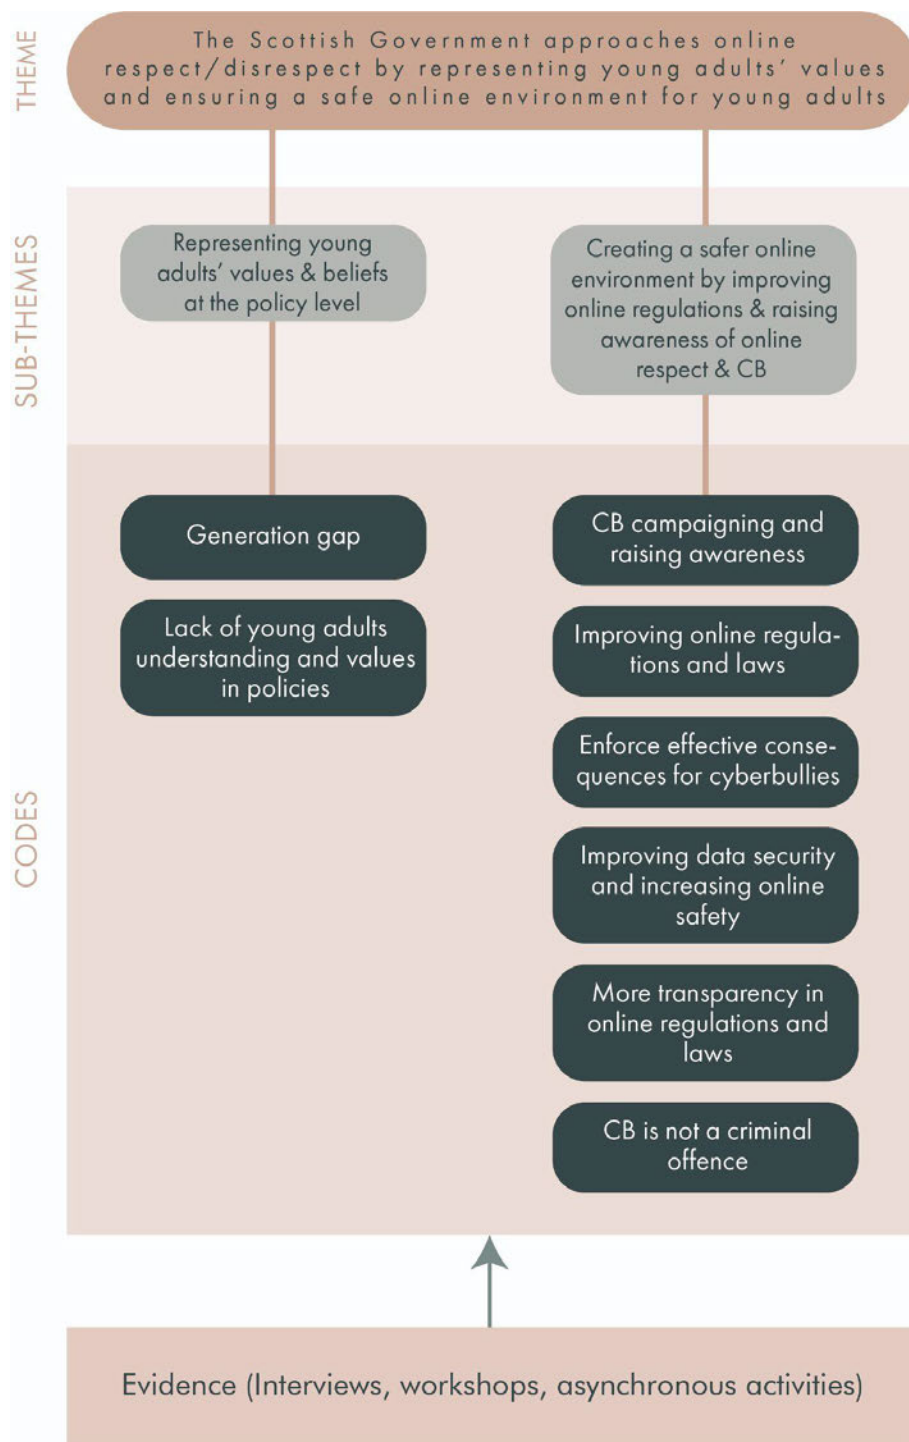 THEME
The Scottish Government approaches online
respect/disrespect by representing young adults' values
and ensuring a safe online environment for young adults
SUB-THEMES
Representing young
adults' values & beliefs
at the policy level
Creating a safer online
environment by improving
online regulations & raising
awareness of online
respect & CB
CODES
Generation gap
Lack of young adults
understanding and values
in policies
CB campaigning and
raising awareness
Improving online regula-
tions and laws
Enforce effective conse-
quences for cyberbullies
Improving data security
and increasing online
safety
More transparency in
online regulations and
laws
CB is not a criminal
offence
Evidence (Interviews, workshops, asynchronous activities)